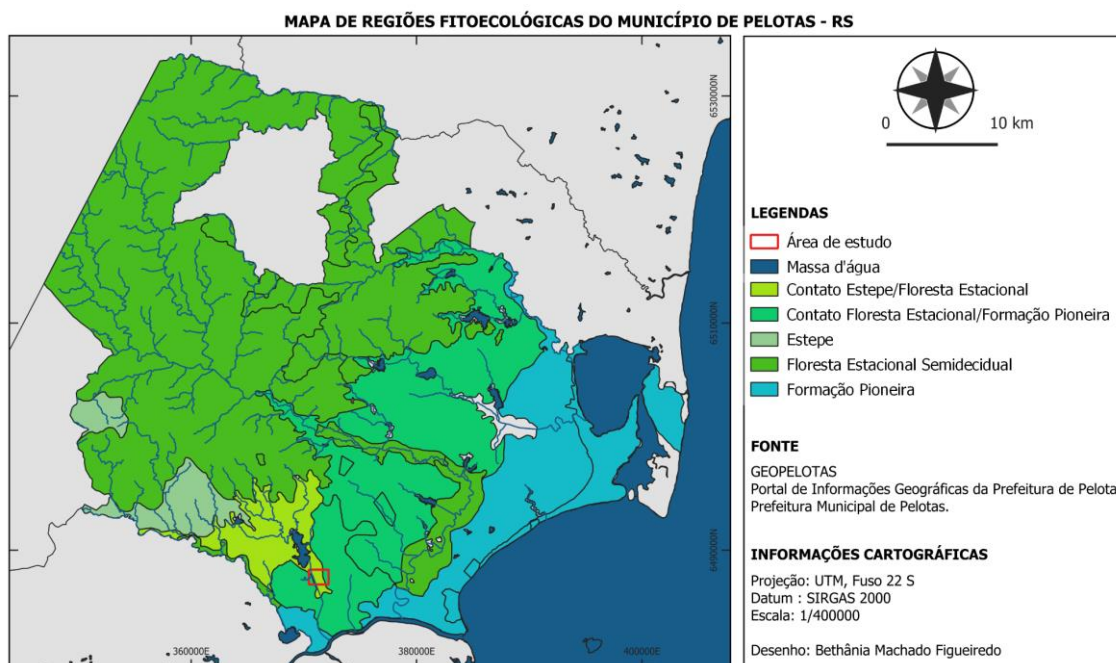 MAPA DE REGIÕES FITOECOLÓGICAS DO MUNICÍPIO DE PELOTAS - RS
6530000N
6510000N
6490000N
360000E
380000E
400000E
0 10 km
LEGENDAS
Área de estudo
Massa d'água
Contato Estepe/Floresta Estacional
Contato Floresta Estacional/Formação Pioneira
Estepe
Floresta Estacional Semidecidual
Formação Pioneira
FONTE
GEOPELOTAS
Portal de Informações Geográficas da Prefeitura de Pelota
Prefeitura Municipal de Pelotas.
INFORMAÇÕES CARTOGRÁFICAS
Projeção: UTM, Fuso 22 S
Datum : SIRGAS 2000
Escala: 1/400000
Desenho: Bethânia Machado Figueiredo